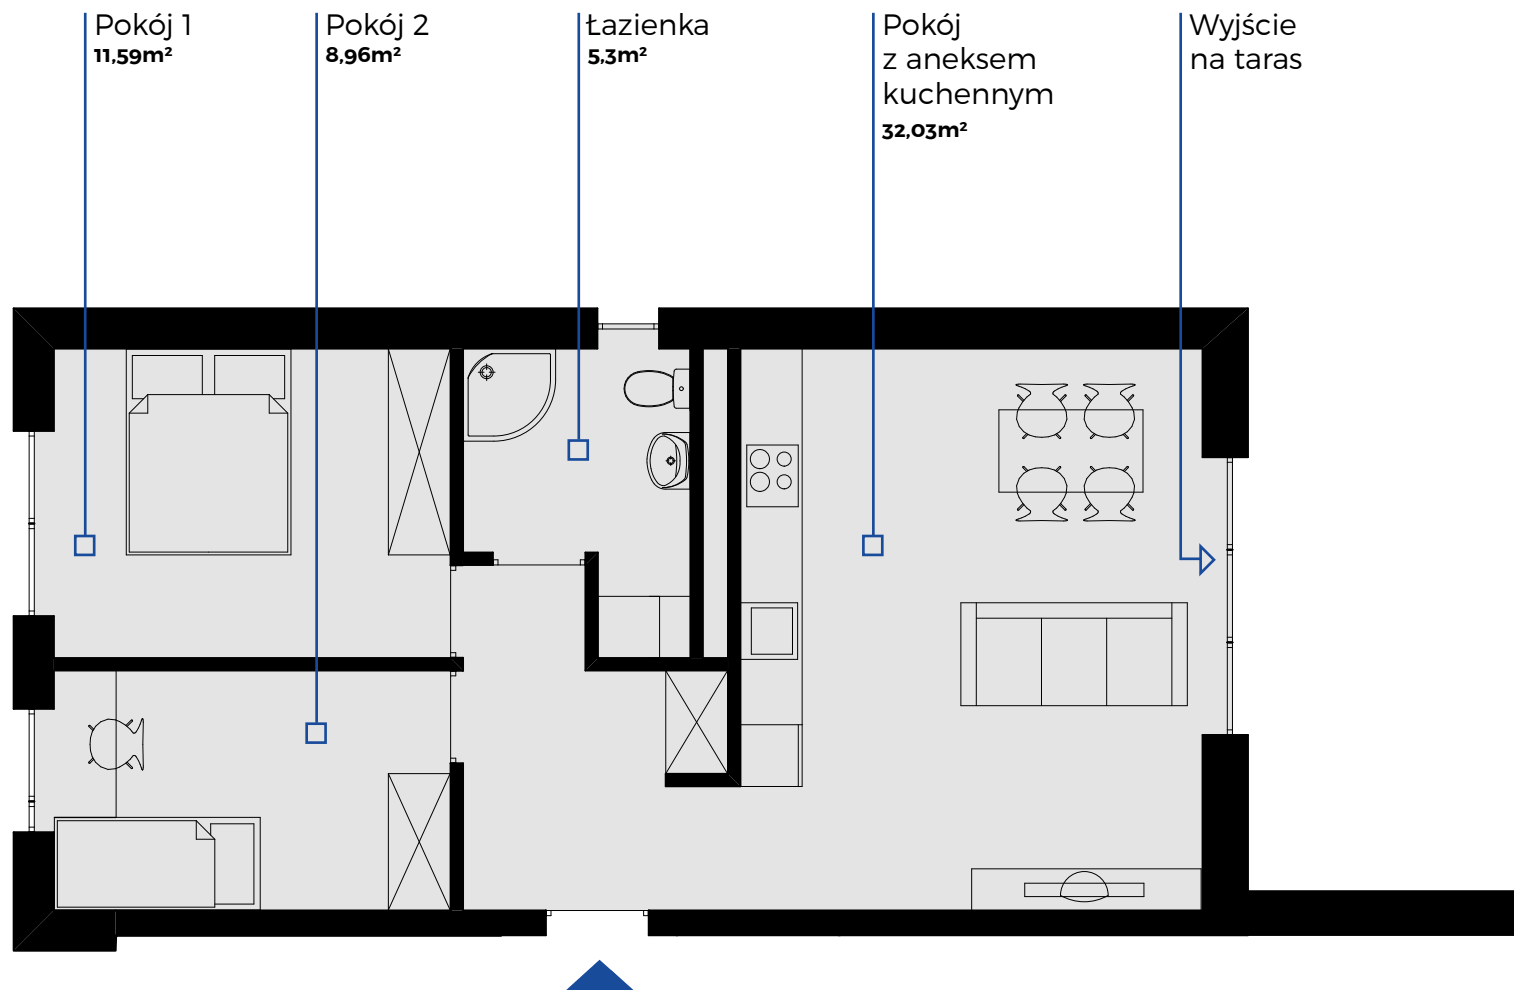 Pokój 1
11,59m²
Pokój 2
8,96m²
Łazienka
5,3m²
Pokój
z aneksem
kuchennym
32,03m²
Wyjście
na taras